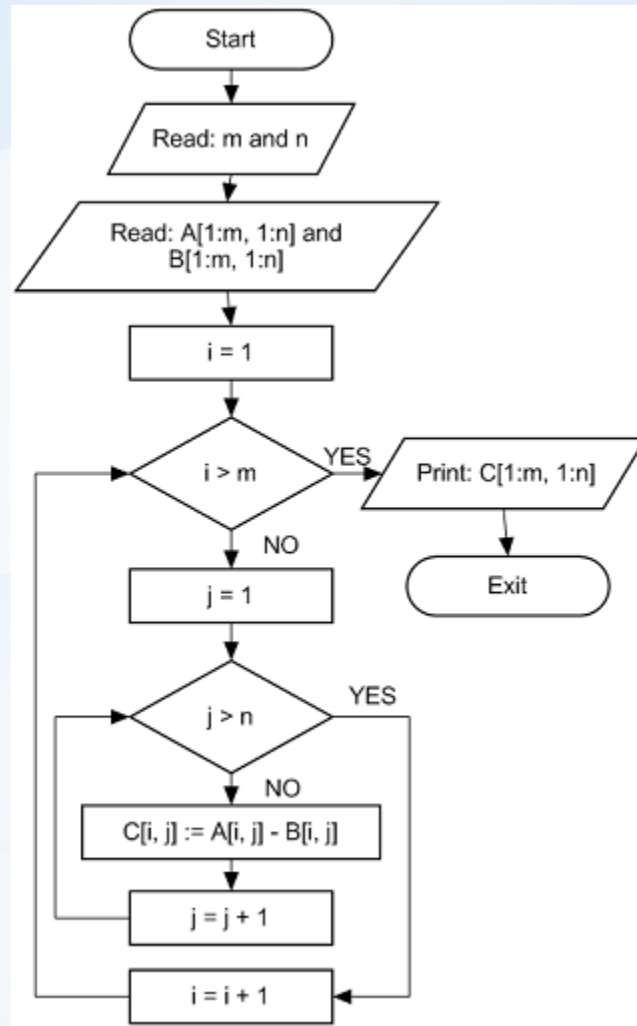 Start
Read: m and n
Read: A[1:m, 1:n] and
B[1:m, 1:n]
i = 1
i > m
YES
Print: C[1:m, 1:n]
NO
Exit
j = 1
j > n
YES
NO
C[i, j] := A[i, j] - B[i, j]
j = j + 1
i = i + 1